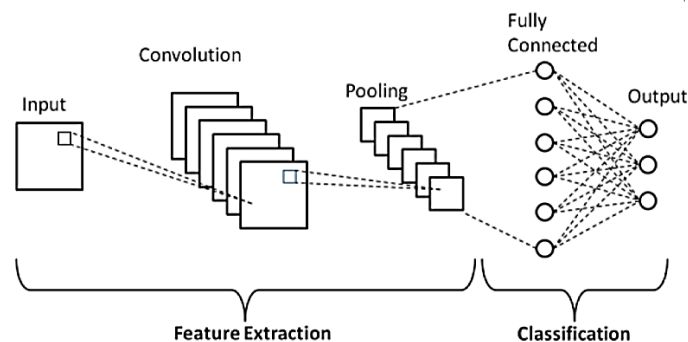 Input
Convolution
Pooling
Fully
Connected
Output
Feature Extraction
Classification